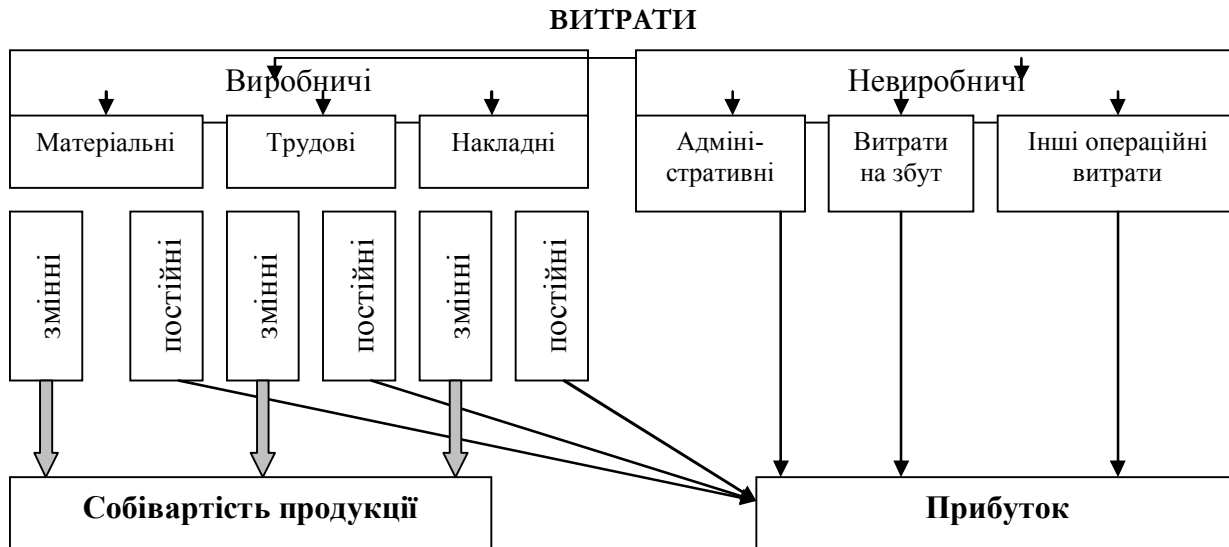 ВИТРАТИ
Виробничі
Невиробничі
Матеріальні
Трудові
Накладні
Адміні-
стративні
Витрати
на збут
Інші операційні
витрати
змінні
постійні
змінні
постійні
змінні
постійні
Собівартість продукції
Прибуток